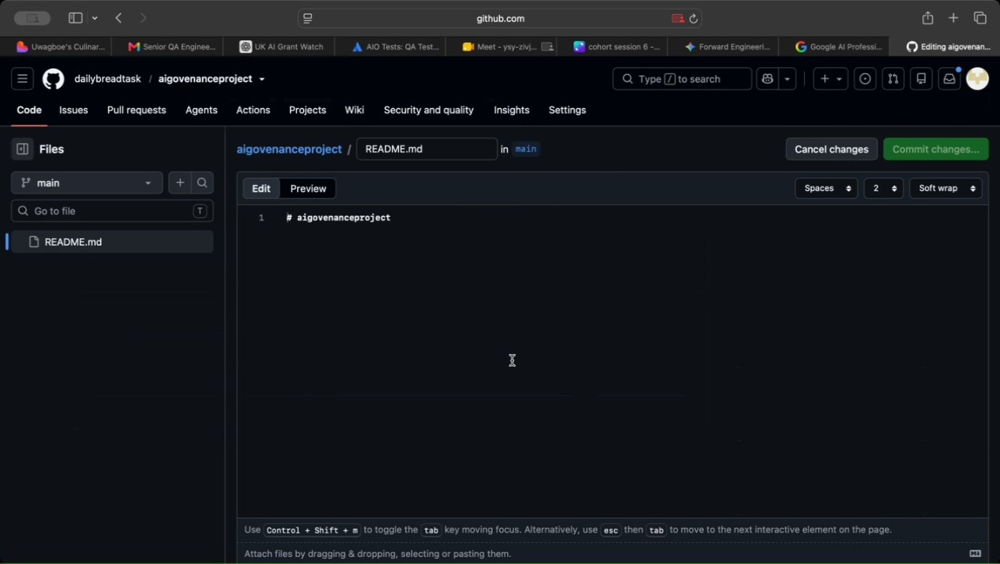 github.com
Uwagboe's Culinar...
Senior QA Enginee...
UK AI Grant Watch
AIO Tests: QA Test...
Meet - ysy-zivj...
cohort session 6 -...
Forward Engineeri...
Google AI Professi...
Editing aigovenan...
dailybreadtask / aigovenanceproject
Type / to search
Code
Issues
Pull requests
Agents
Actions
Projects
Wiki
Security and quality
Insights
Settings
Files
aigovenanceproject / README.md in main
Cancel changes
Commit changes...
main
Edit
Preview
Spaces
2
Soft wrap
Go to file
T
1 # aigovenanceproject
README.md
Use Control + Shift + m to toggle the tab key moving focus. Alternatively, use esc then tab to move to the next interactive element on the page.
Attach files by dragging & dropping, selecting or pasting them.